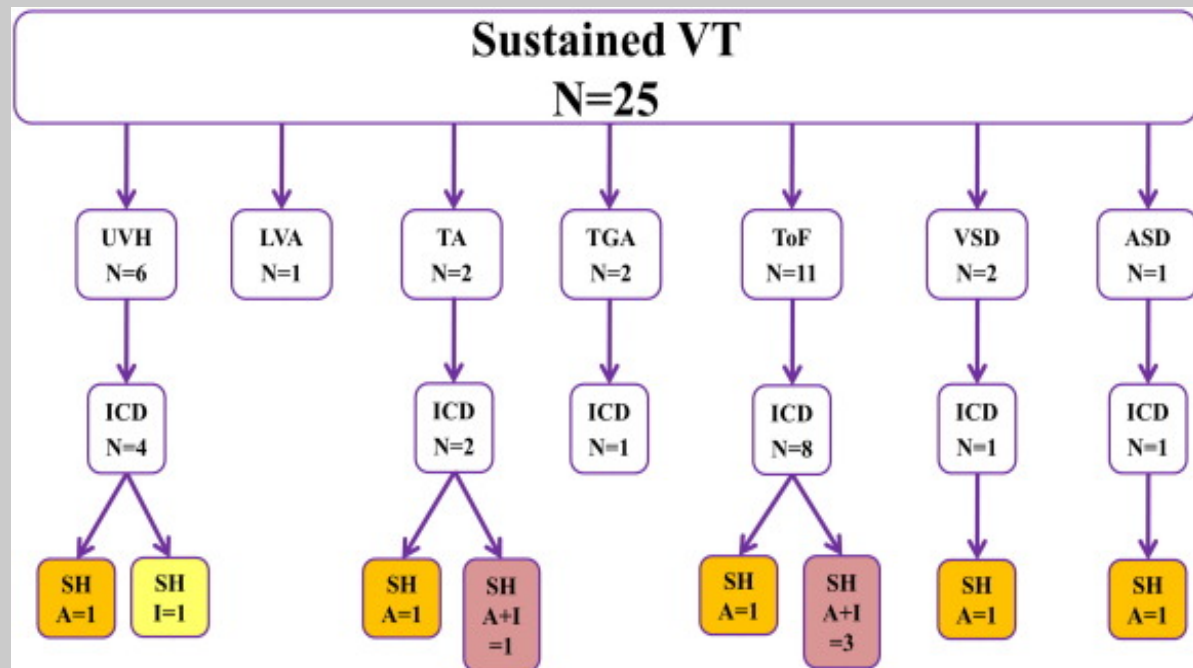 Sustained VT
N=25
UVH
N=6
LVA
N=1
TA
N=2
TGA
N=2
ToF
N=11
VSD
N=2
ASD
N=1
ICD
N=4
ICD
N=2
ICD
N=1
ICD
N=8
ICD
N=1
ICD
N=1
SH
A=1
SH
I=1
SH
A=1
SH
A+I
=1
SH
A=1
SH
A+I
=3
SH
A=1
SH
A=1